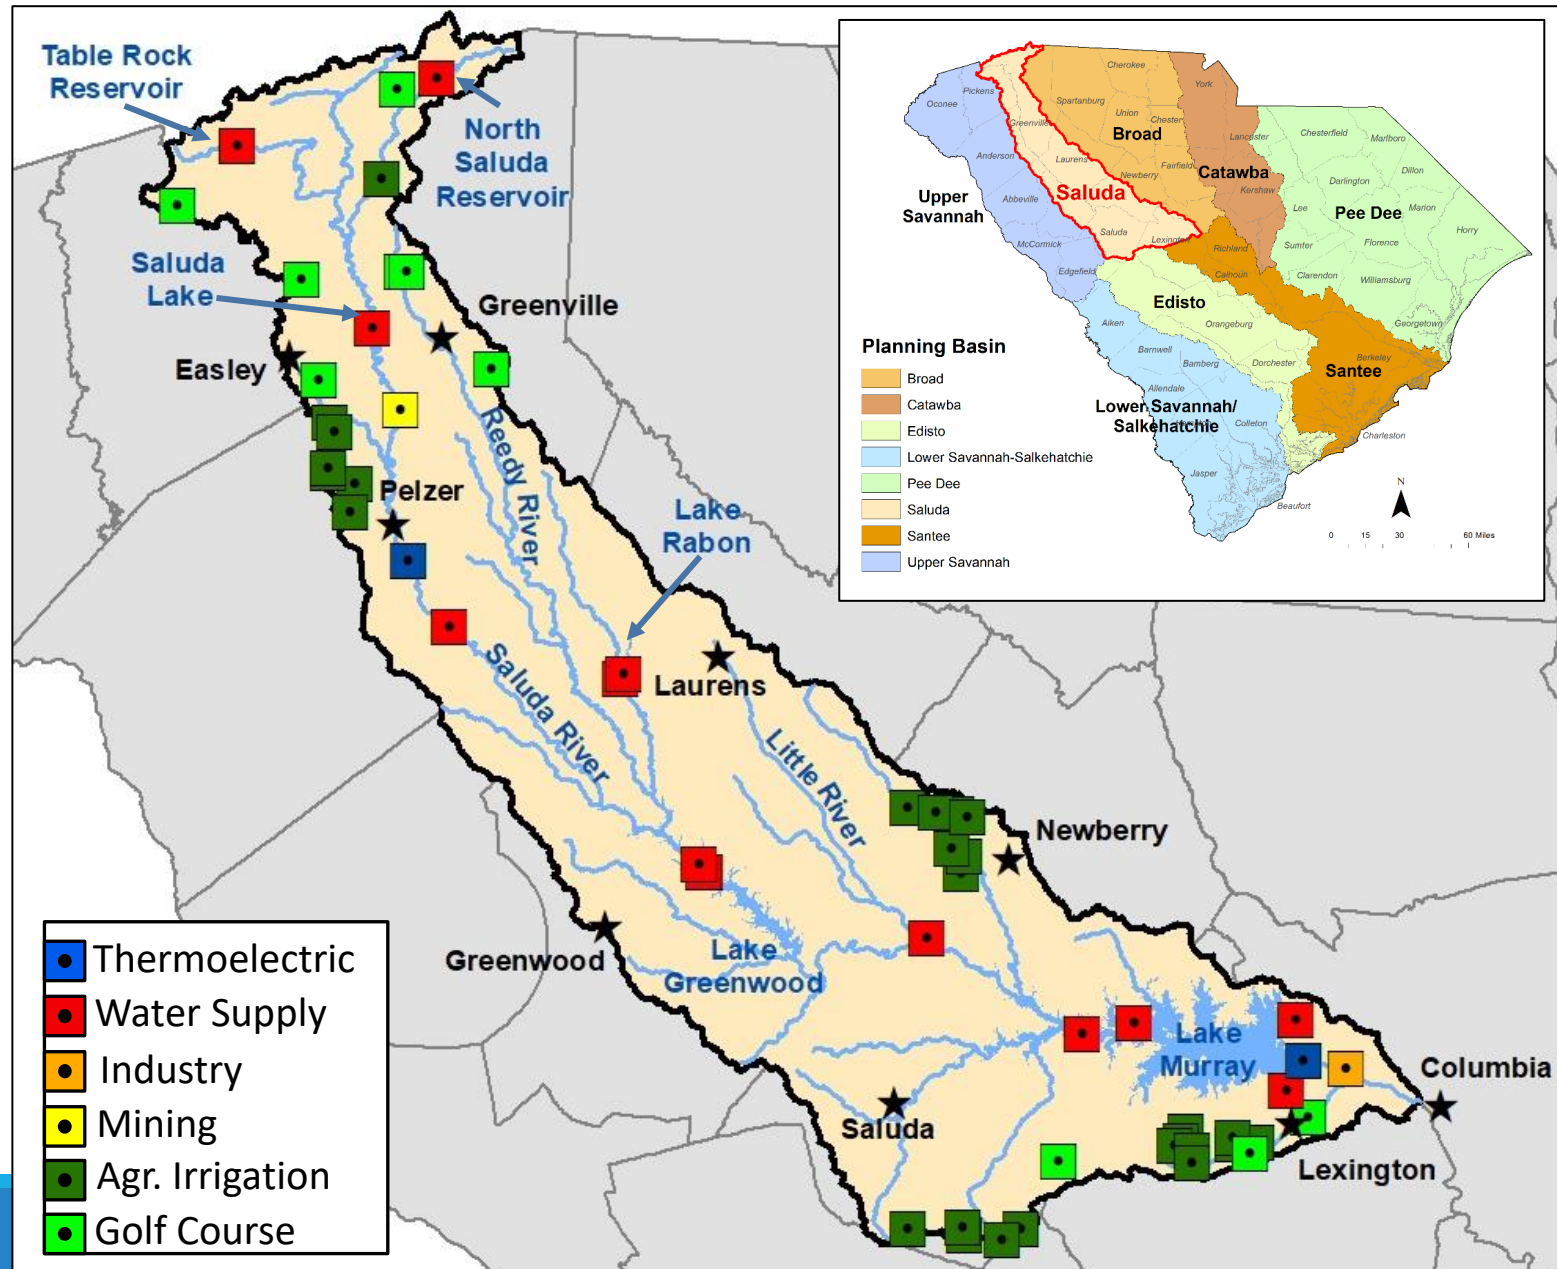 Table Rock
Reservoir
North
Saluda
Reservoir
Saluda
Lake
Greenville
Easley
Reedy River
Pelzer
Lake
Rabon
Laurens
Saluda River
Little River
Newberry
Greenwood
Lake
Greenwood
Lake
Murray
Columbia
Saluda
Lexington
Thermoelectric
Water Supply
Industry
Mining
Agr. Irrigation
Golf Course
Cherokee
York
Pickens
Oconee
Spartanburg
Union
Chester
Greenville
Broad
Lancaster
Chesterfield
Marlboro
Anderson
Laurens
Fairfield
Catawba
Dillon
Newberry
Kershaw
Darlington
Upper
Savannah
Abbeville
Saluda
Lee
Pee Dee
Marion
McCormick
Saluda
Lexington
Richland
Sumter
Florence
Horry
Edgefield
Calhoun
Clarendon
Williamsburg
Edisto
Aiken
Orangeburg
Georgetown
Barnwell
Bamberg
Dorchester
Berkeley
Santee
Allendale
Lower Savannah/
Salkehatchie
Colleton
Charleston
Jasper
Beaufort
Planning Basin
Broad
Catawba
Edisto
Lower Savannah-Salkehatchie
Pee Dee
Saluda
Santee
Upper Savannah
N
0 15 30 60 Miles